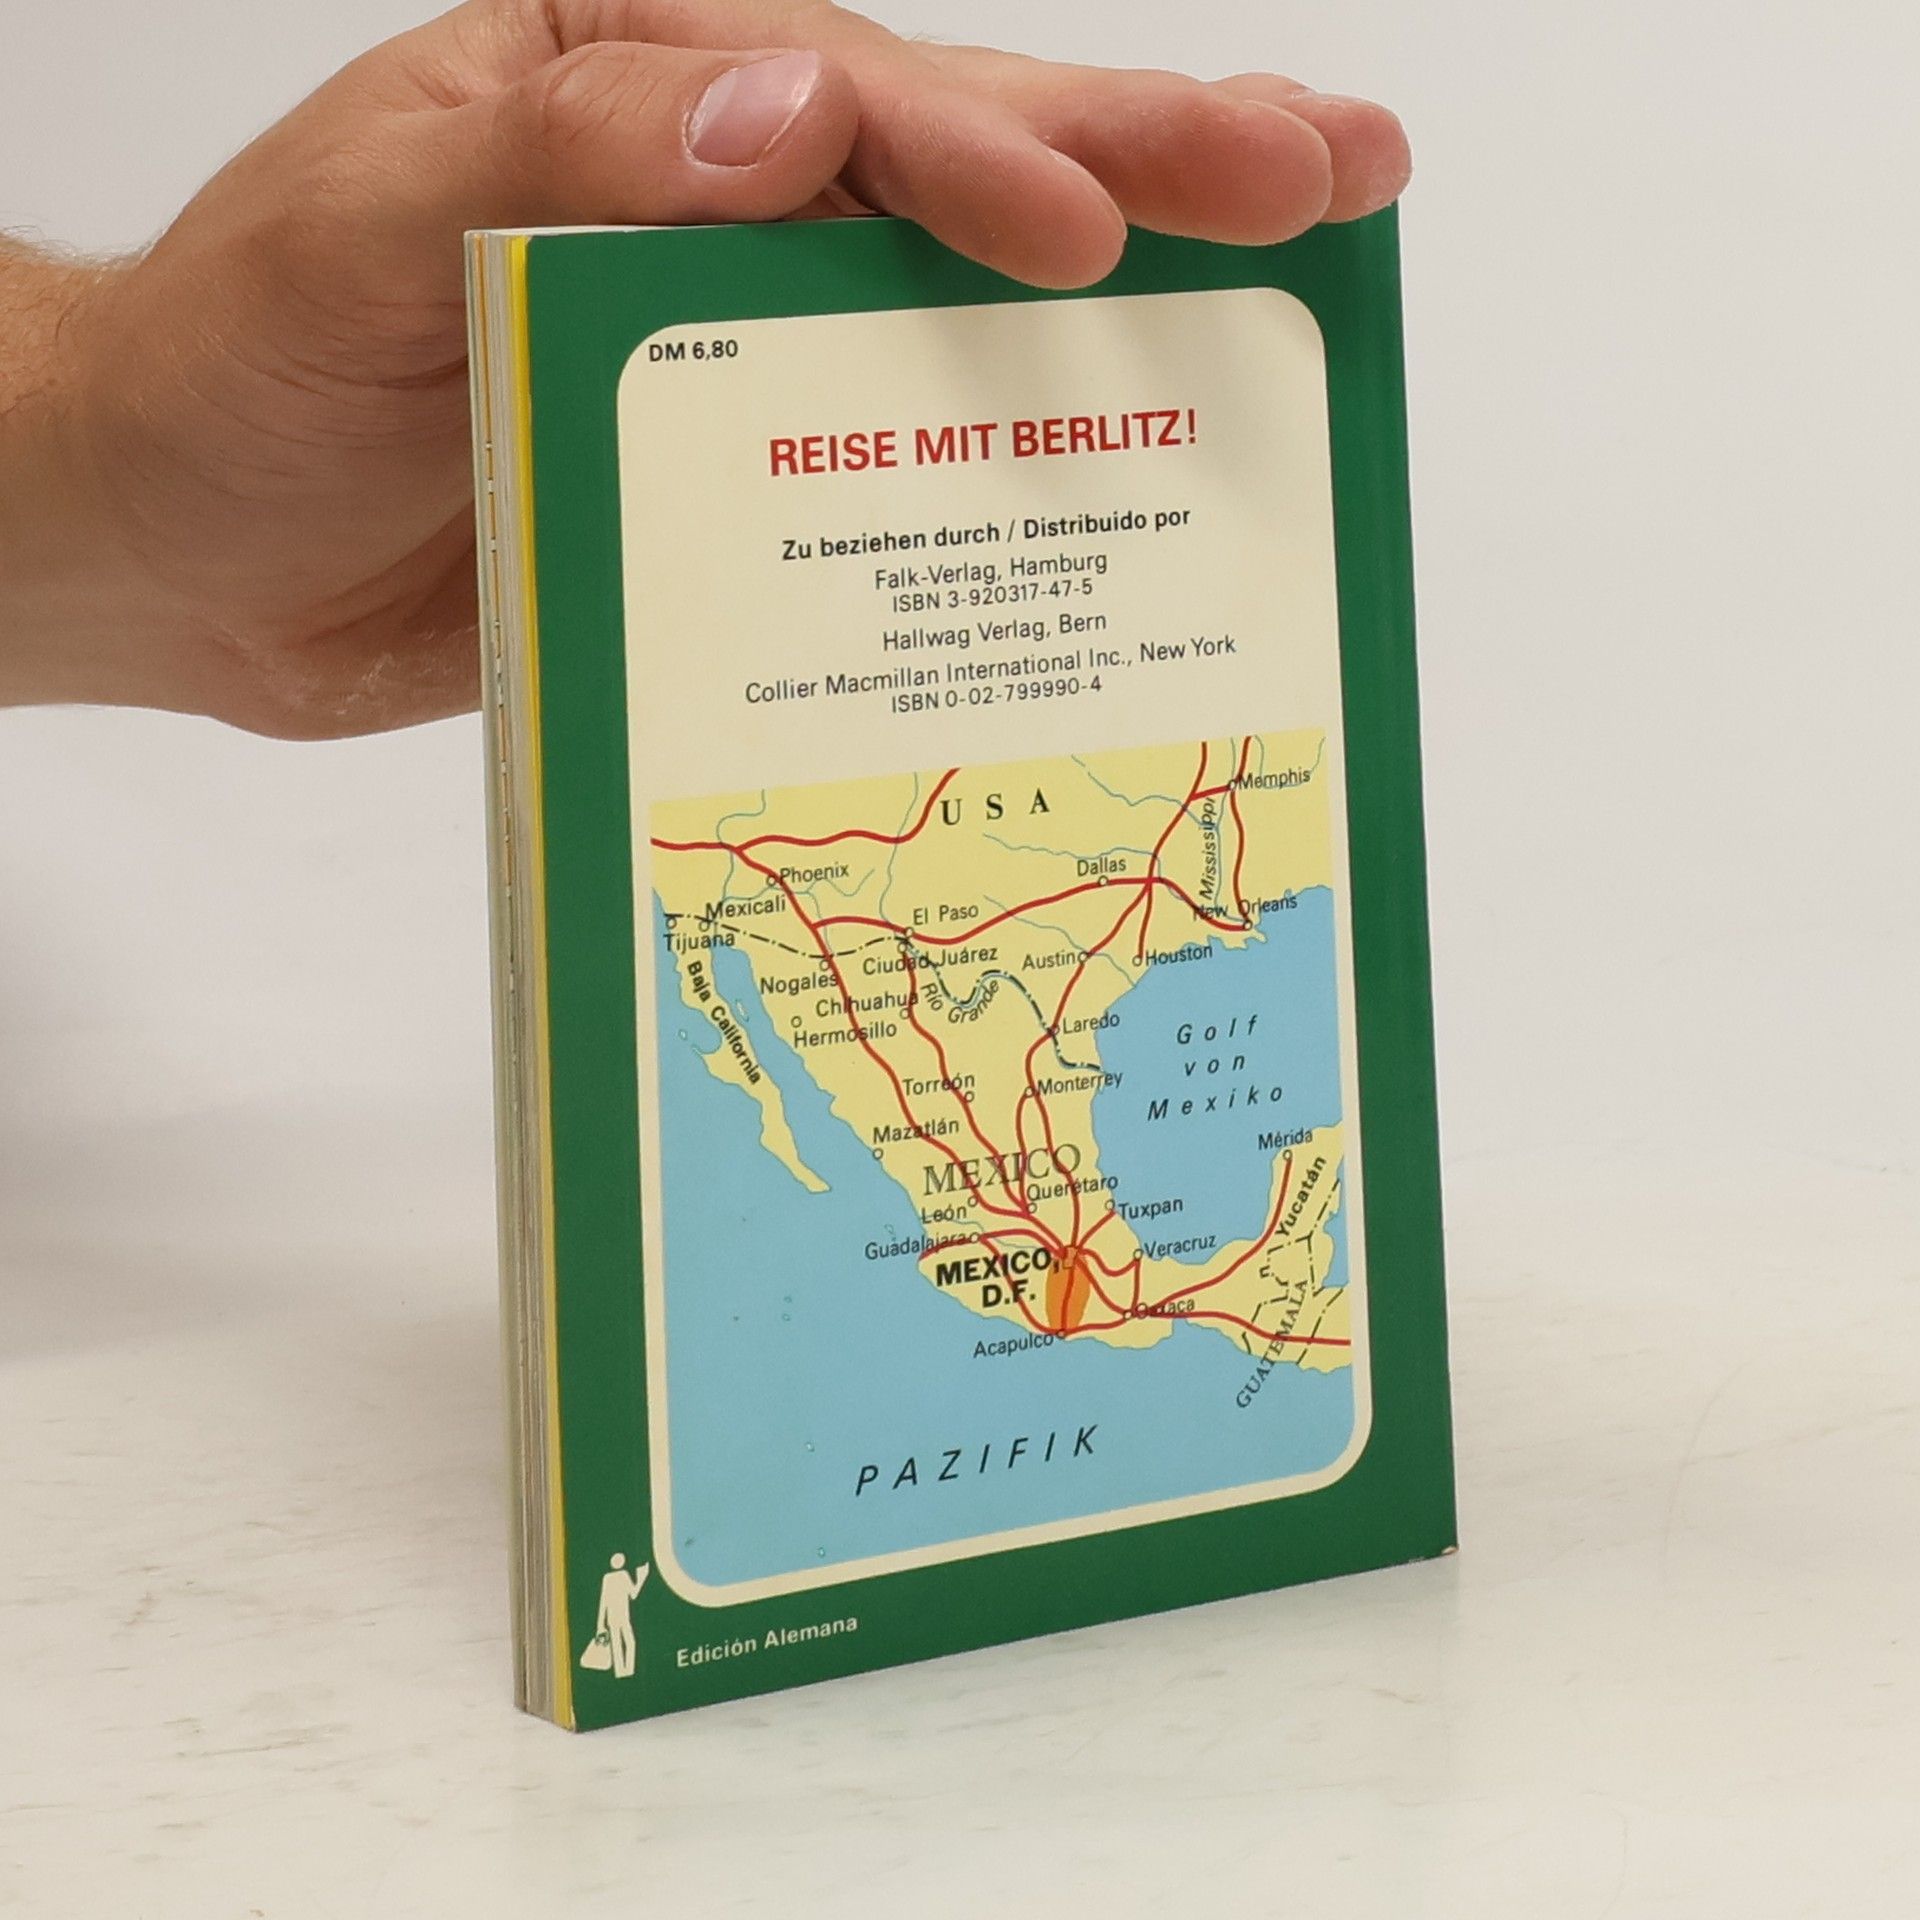 DM 6,80
REISE MIT BERLITZ!
Zu beziehen durch / Distribuido por
Falk-Verlag, Hamburg
ISBN 3-920317-47-5
Hallwag Verlag, Bern
Collier Macmillan International Inc., New York
ISBN 0-02-799990-4
U S A
Memphis
Mississippi
Phoenix
Dallas
Mexicali
El Paso
New Orleans
Tijuana
Ciudad Juárez
Austin
Houston
Nogales
Baja California
Chihuahua
Rio Grande
Hermosillo
Laredo
Golf
von
Mexiko
Torreón
Monterrey
Mazatlán
Mérida
MEXICO
Querétaro
Yucatán
León
Tuxpan
Guadalajara
Veracruz
MEXICO,
D.F.
Oaxaca
Acapulco
GUATEMALA
PAZIFIK
Edición Alemana